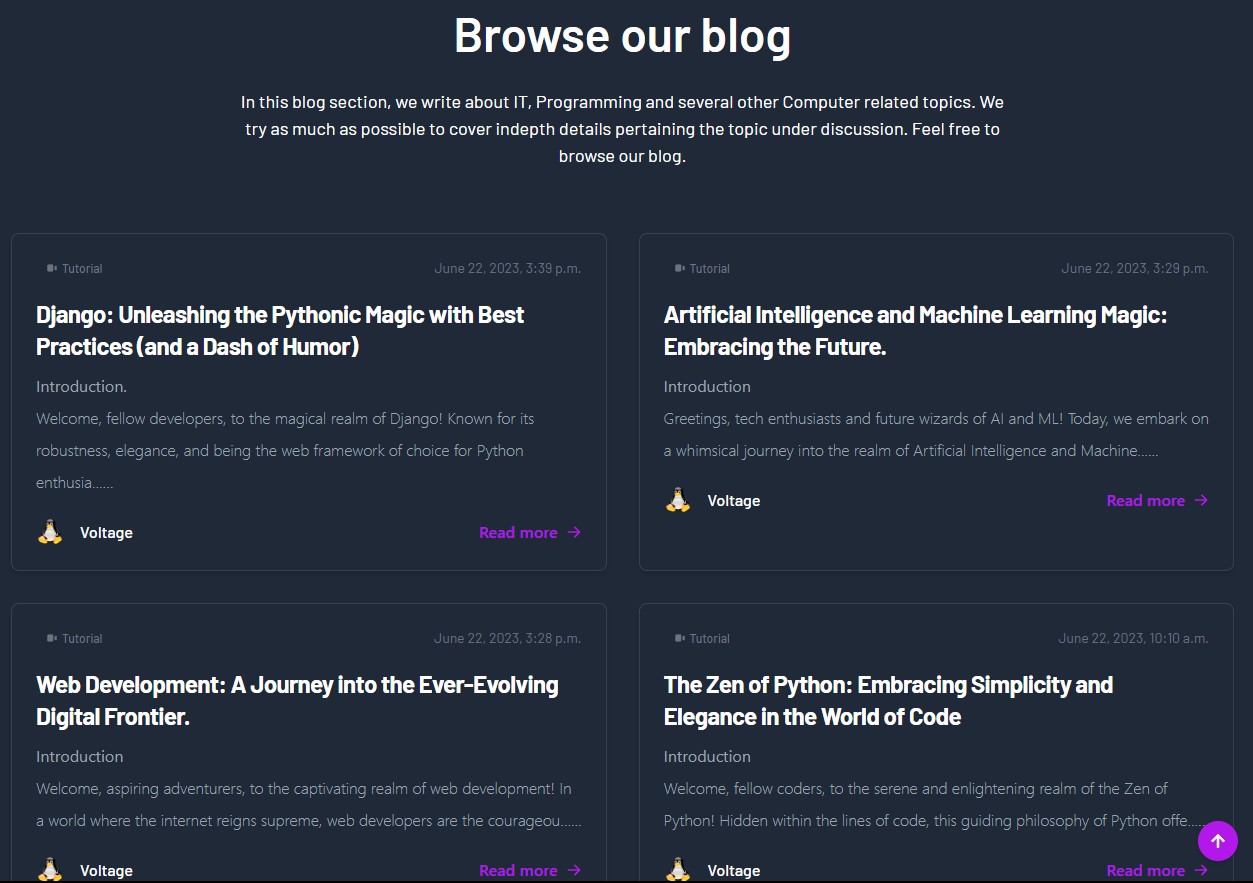 Browse our blog
In this blog section, we write about IT, Programming and several other Computer related topics. We
try as much as possible to cover indepth details pertaining the topic under discussion. Feel free to
browse our blog.
Tutorial
June 22, 2023, 3:39 p.m.
Django: Unleashing the Pythonic Magic with Best
Practices (and a Dash of Humor)
Introduction.
Welcome, fellow developers, to the magical realm of Django! Known for its
robustness, elegance, and being the web framework of choice for Python
enthusia......
Voltage
Read more →
Tutorial
June 22, 2023, 3:29 p.m.
Artificial Intelligence and Machine Learning Magic:
Embracing the Future.
Introduction
Greetings, tech enthusiasts and future wizards of AI and ML! Today, we embark on
a whimsical journey into the realm of Artificial Intelligence and Machine......
Voltage
Read more →
Tutorial
June 22, 2023, 3:28 p.m.
Web Development: A Journey into the Ever-Evolving
Digital Frontier.
Introduction
Welcome, aspiring adventurers, to the captivating realm of web development! In
a world where the internet reigns supreme, web developers are the courageou......
Voltage
Read more →
Tutorial
June 22, 2023, 10:10 a.m.
The Zen of Python: Embracing Simplicity and
Elegance in the World of Code
Introduction
Welcome, fellow coders, to the serene and enlightening realm of the Zen of
Python! Hidden within the lines of code, this guiding philosophy of Python offe......
Voltage
Read more →